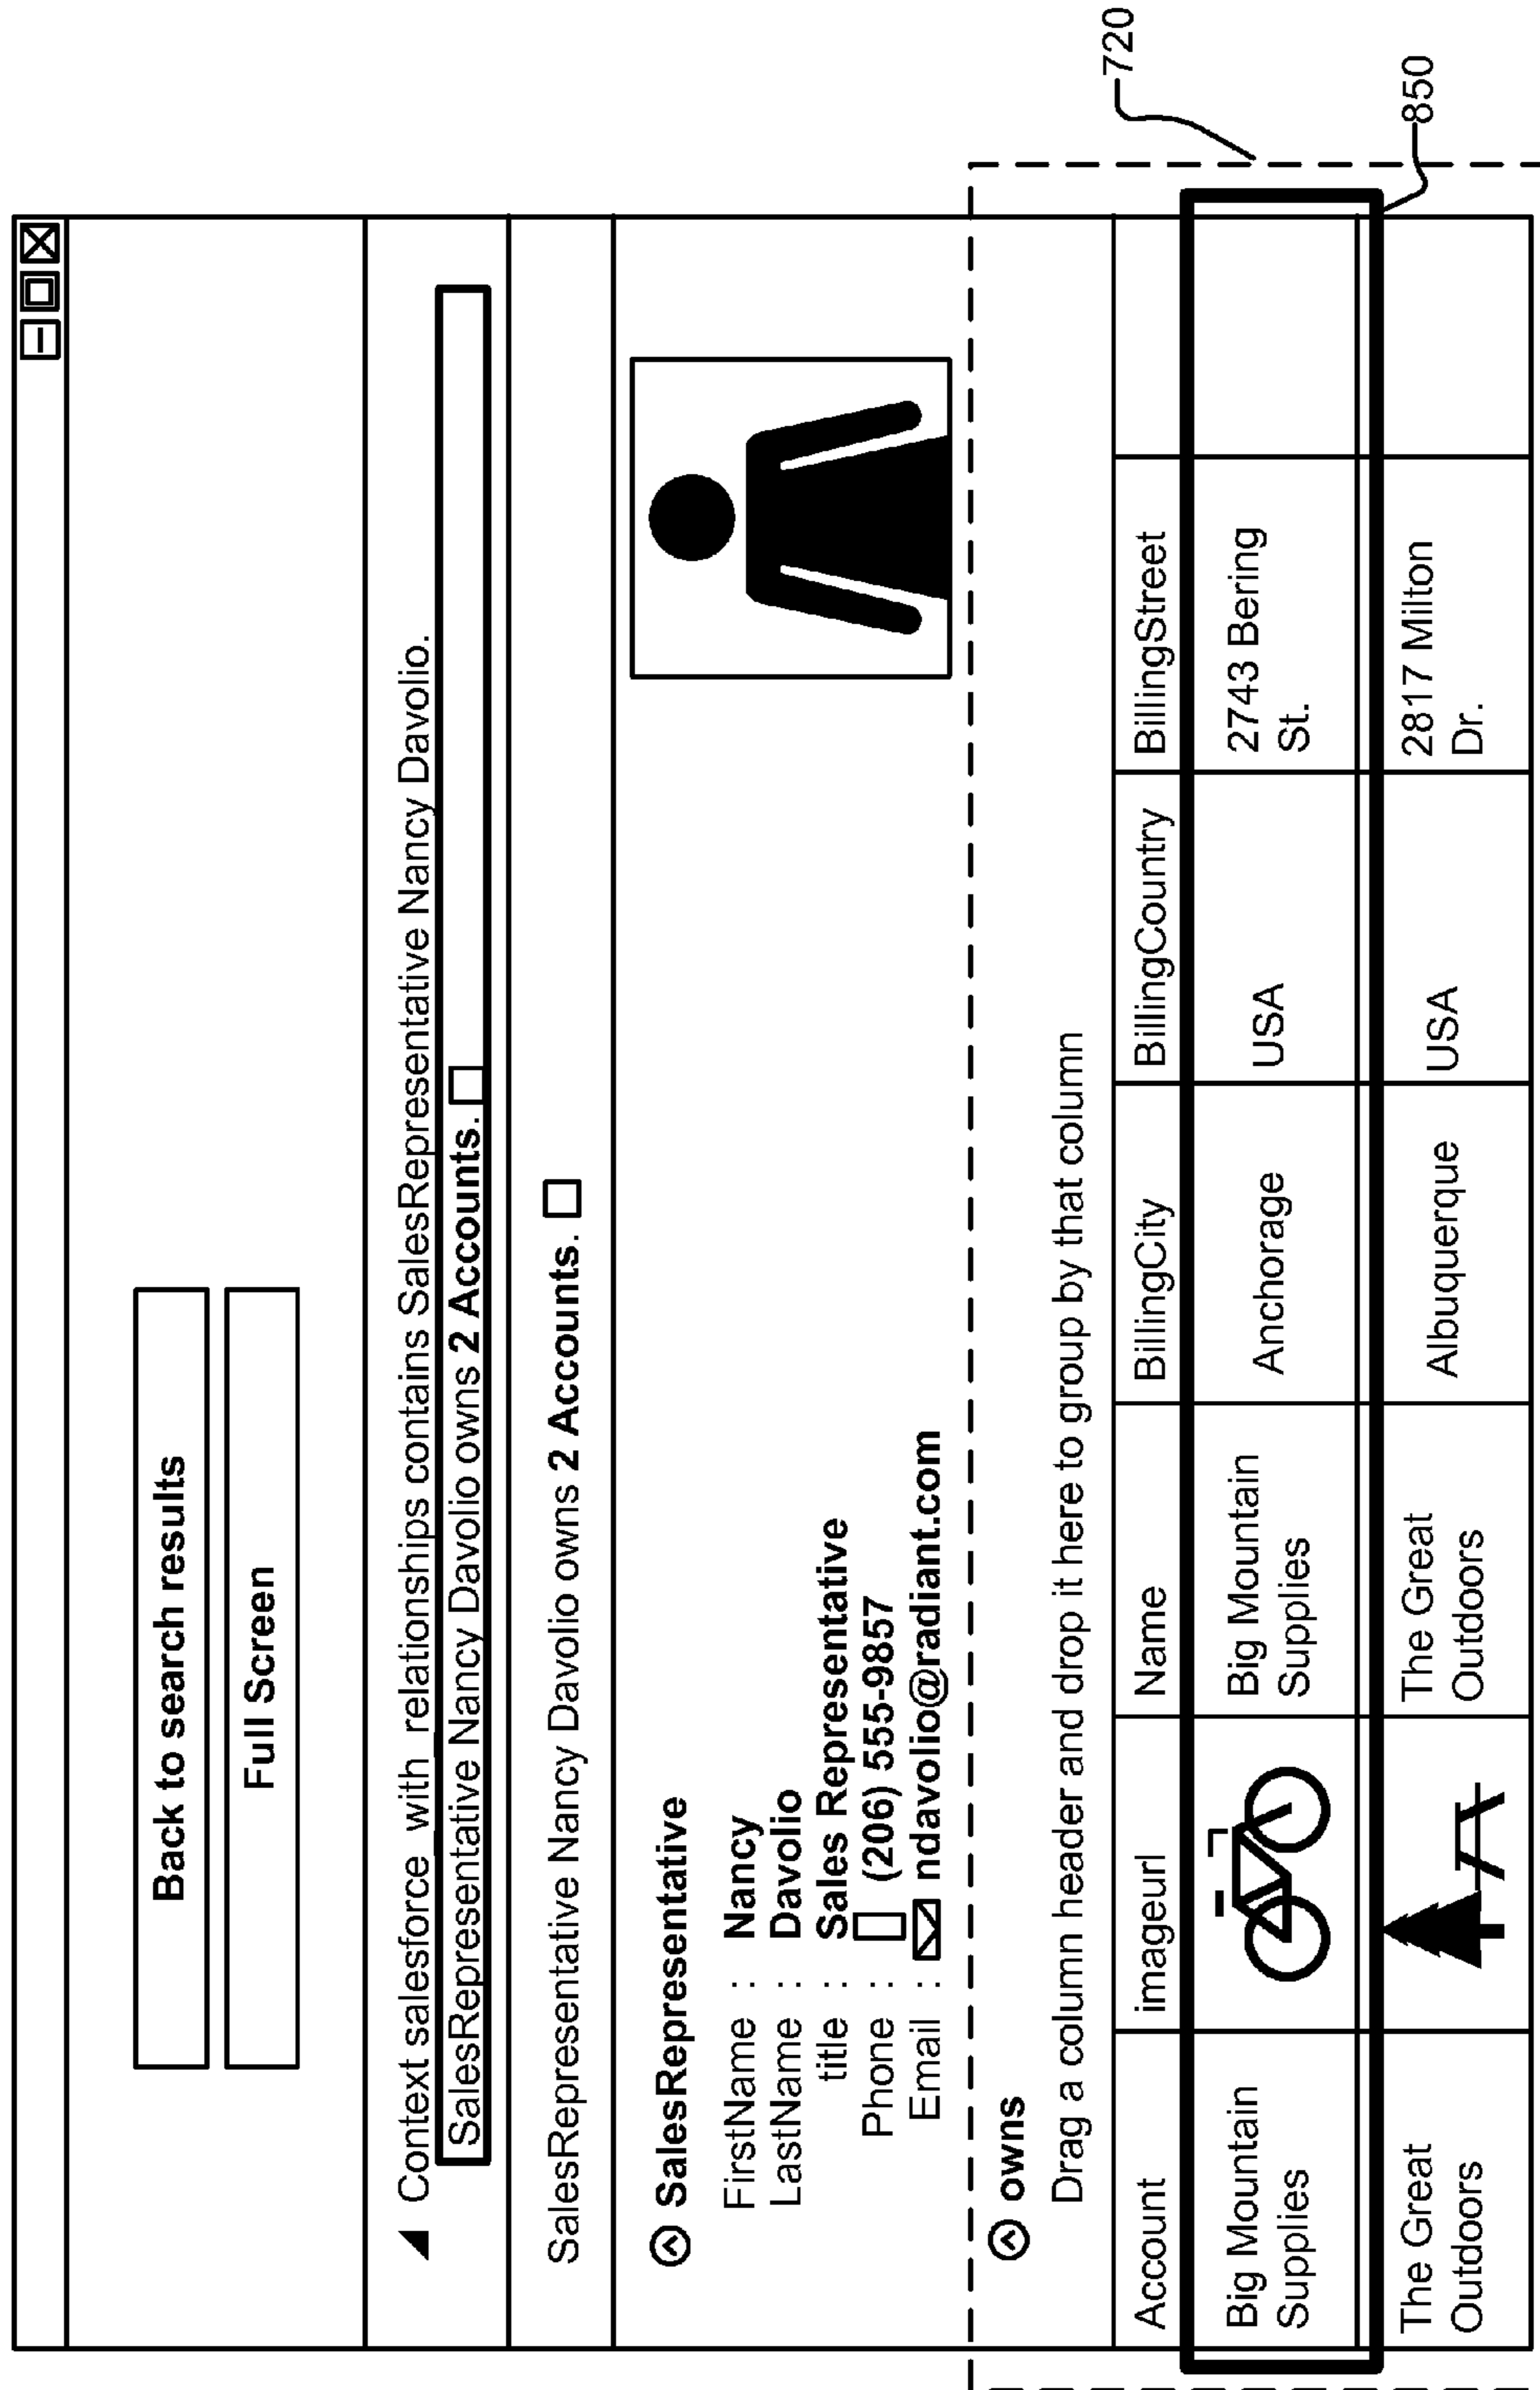 Back to search results
Full Screen
Context salesforce_with_relationships contains SalesRepresentative Nancy Davolio.
SalesRepresentative Nancy Davolio owns 2 Accounts.
SalesRepresentative Nancy Davolio owns 2 Accounts.
SalesRepresentative
FirstName : Nancy
LastName : Davolio
title : Sales Representative
Phone : (206) 555-9857
Email : ndavolio@radiant.com
owns
Drag a column header and drop it here to group by that column
720
Account imageurl Name BillingCity BillingCountry BillingStreet
Big Mountain Supplies Big Mountain Supplies Anchorage USA 2743 Bering St.
850
The Great Outdoors The Great Outdoors Albuquerque USA 2817 Milton Dr.